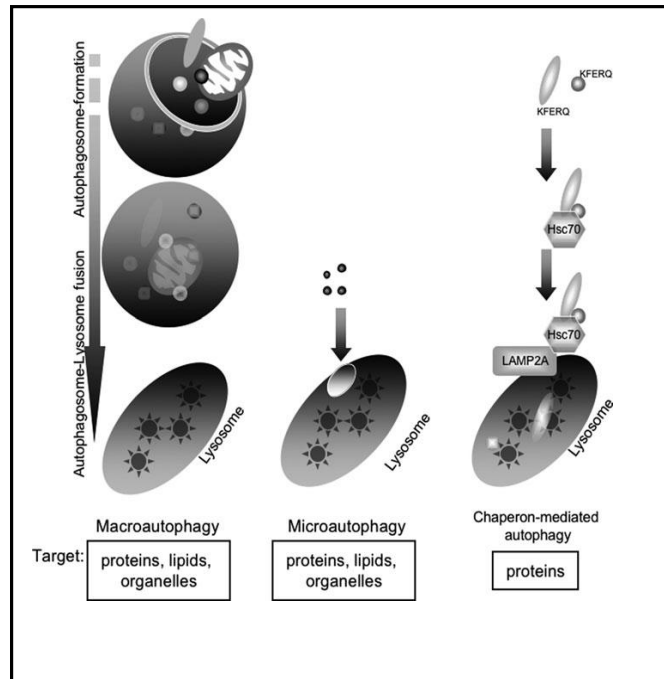 Autophagosome-formation
Autophagosome-Lysosome fusion
Lysosome
Macroautophagy
Target:
proteins, lipids,
organelles
Lysosome
Microautophagy
proteins, lipids,
organelles
KFERQ
KFERQ
Hsc70
Hsc70
LAMP2A
Lysosome
Chaperon-mediated
autophagy
proteins